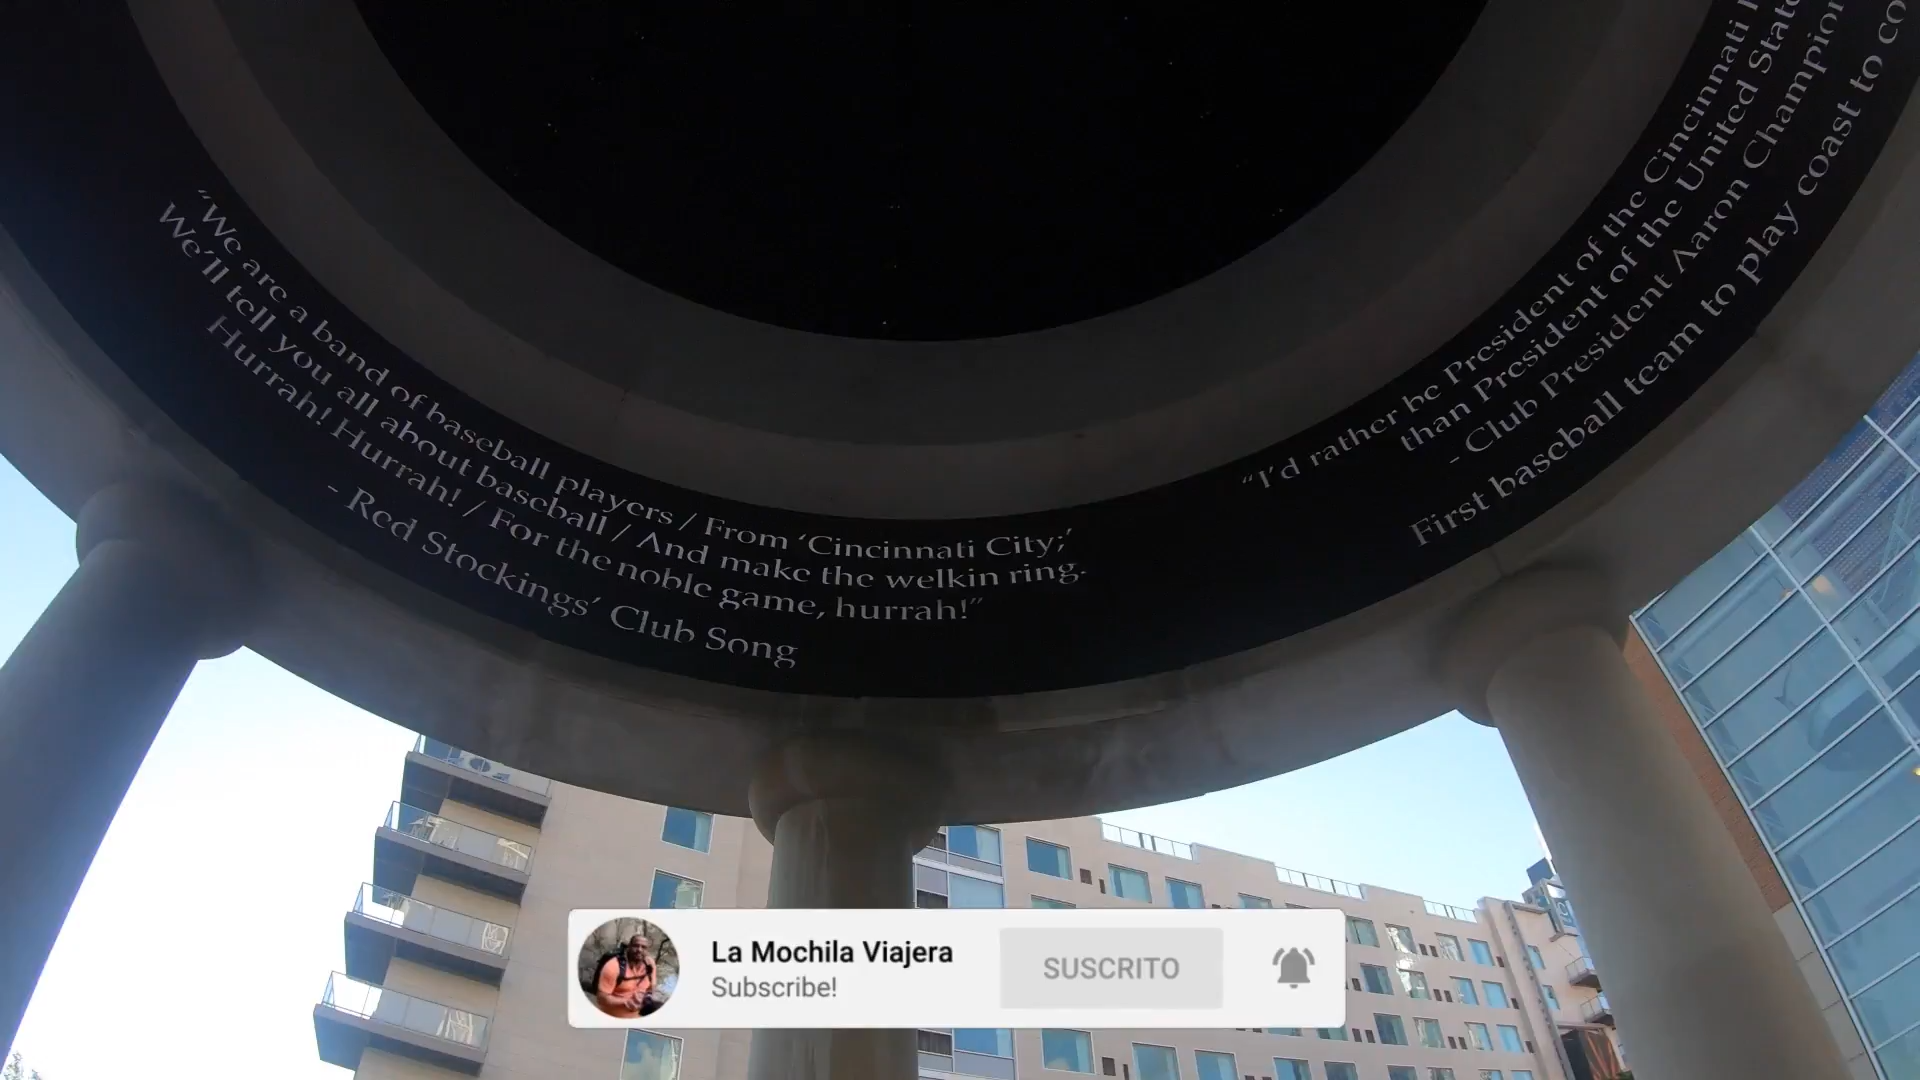 “We are a band of baseball players / From ‘Cincinnati City;’
We’ll tell you all about baseball / And make the welkin ring.
Hurrah! Hurrah! / For the noble game, hurrah!”
- Red Stockings’ Club Song
“I’d rather be President of the Cincinnati
than President of the United
- Club President Aaron
First baseball team to play coast to
La Mochila Viajera
Subscribe!
SUSCRITO